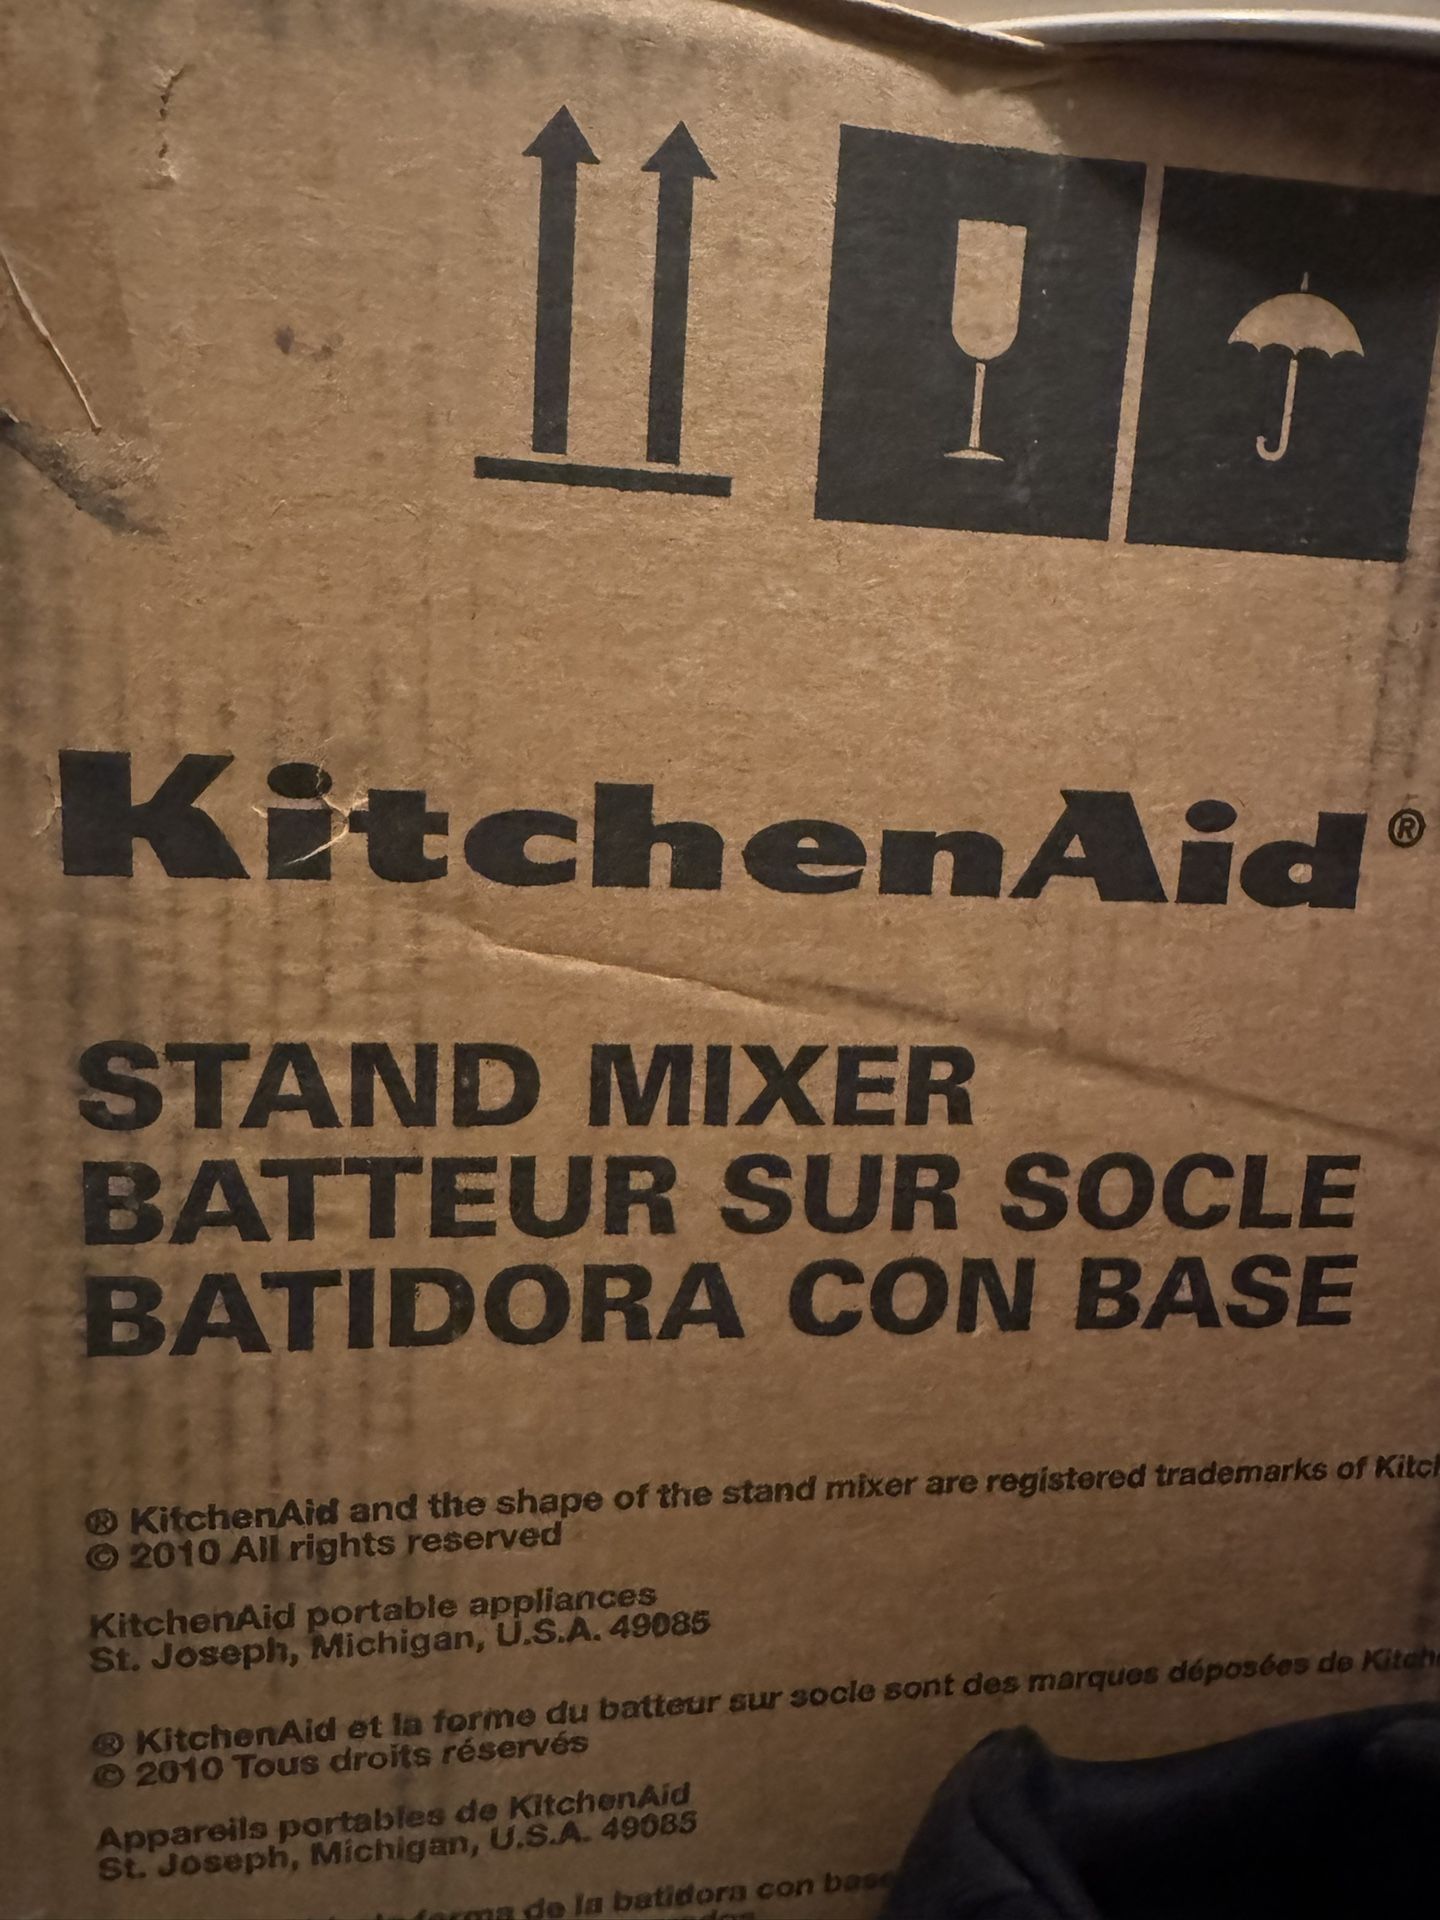 KitchenAid®
STAND MIXER
BATTEUR SUR SOCLE
BATIDORA CON BASE
® KitchenAid and the shape of the stand mixer are registered trademarks of Kitch
© 2010 All rights reserved
KitchenAid portable appliances
St. Joseph, Michigan, U.S.A. 49085
® KitchenAid et la forme du batteur sur socle sont des marques déposées de Kitch
© 2010 Tous droits réservés
Appareils portables de KitchenAid
St. Joseph, Michigan, U.S.A. 49085
forma de la batidora con base